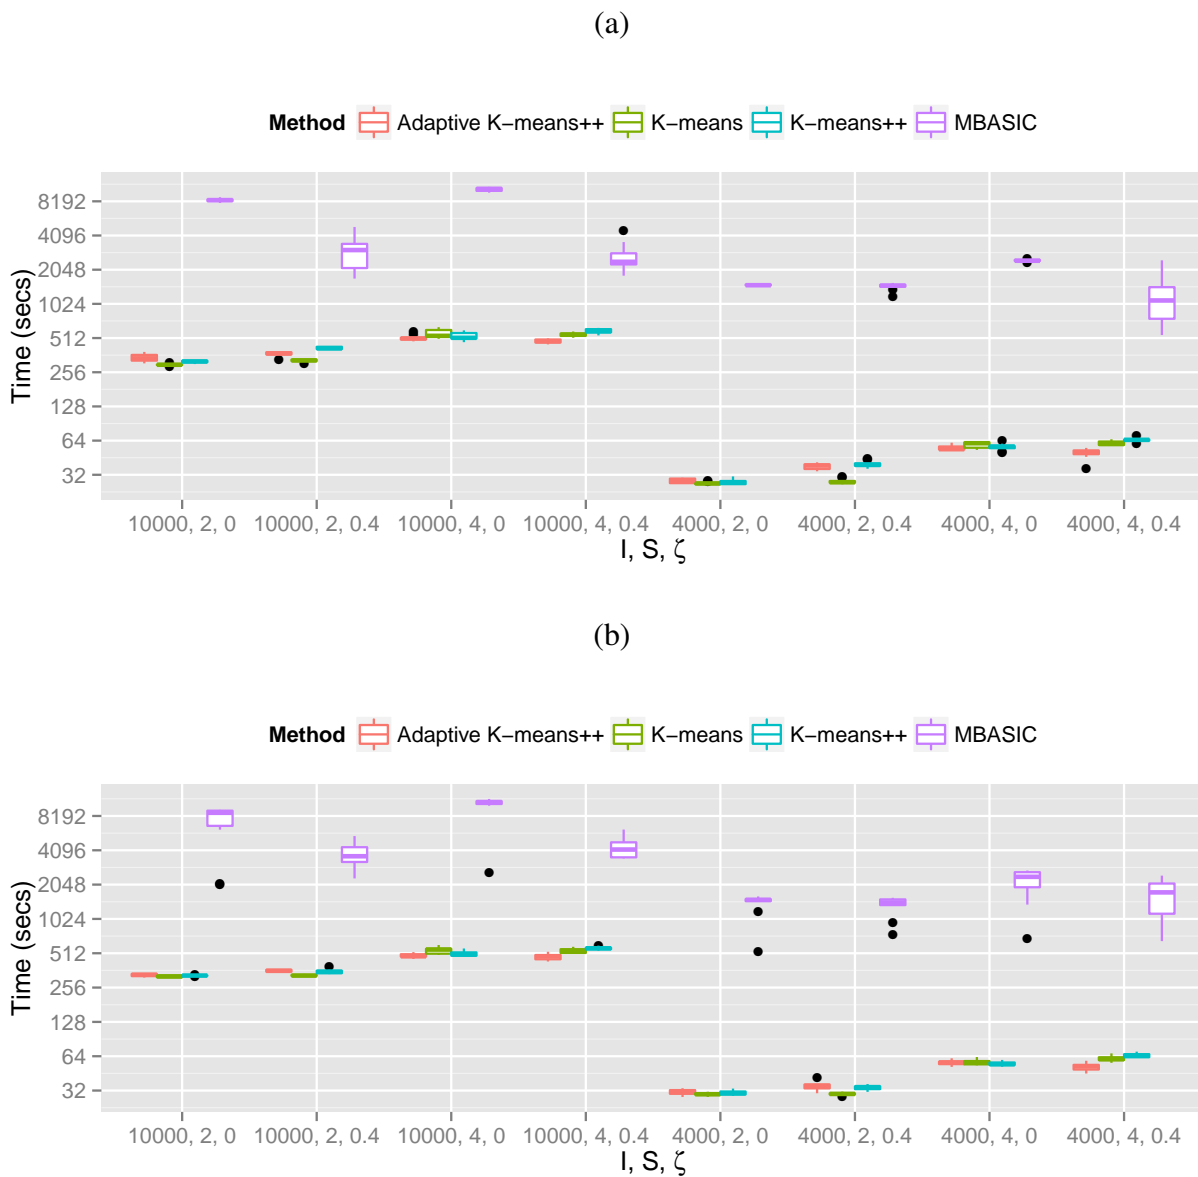 (a)
Method Adaptive K−means++ K−means K−means++ MBASIC
8192
4096
2048
1024
512
256
128
64
32
Time (secs)
10000, 2, 0 10000, 2, 0.4 10000, 4, 0 10000, 4, 0.4 4000, 2, 0 4000, 2, 0.4 4000, 4, 0 4000, 4, 0.4
I, S, ζ
(b)
Method Adaptive K−means++ K−means K−means++ MBASIC
8192
4096
2048
1024
512
256
128
64
32
Time (secs)
10000, 2, 0 10000, 2, 0.4 10000, 4, 0 10000, 4, 0.4 4000, 2, 0 4000, 2, 0.4 4000, 4, 0 4000, 4, 0.4
I, S, ζ